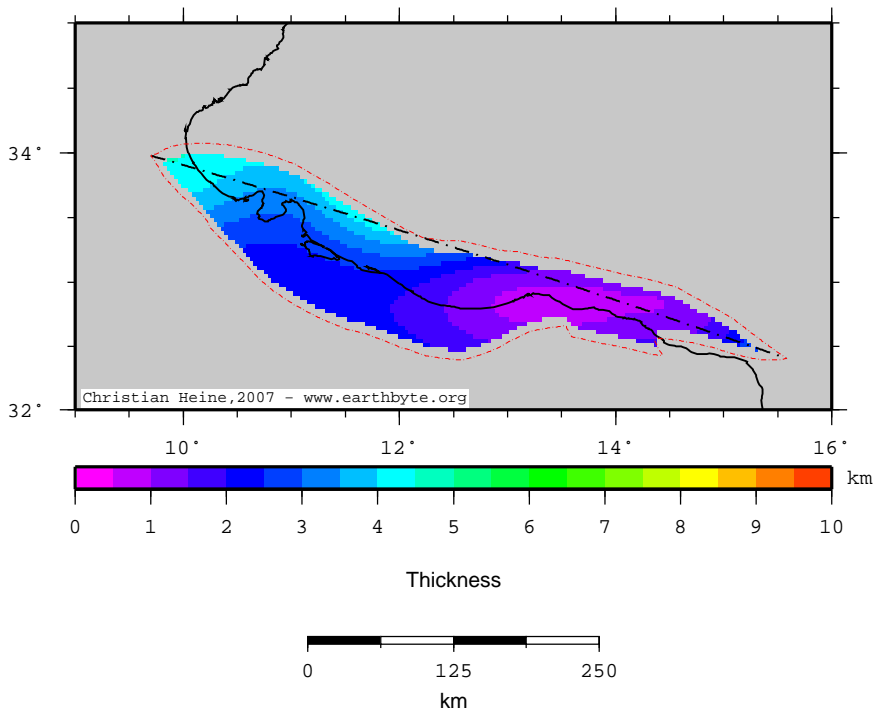 34°
32°
Christian Heine,2007 - www.earthbyte.org
10° 12° 14° 16°
km
0 1 2 3 4 5 6 7 8 9 10
Thickness
0 125 250
km